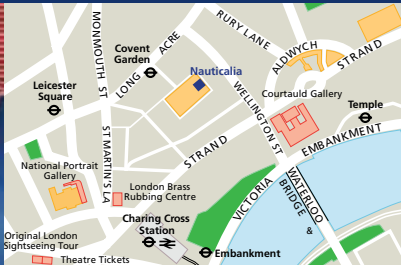 RURY LANE
MONMOUTH ST
Covent
Garden
LONG ACRE
ALDWYCH
STRAND
Nauticalia
Leicester
Square
WELLINGTON ST
Courtauld Gallery
Temple
ST MARTIN'S LA
STRAND
EMBANKMENT
National Portrait
Gallery
London Brass
Rubbing Centre
VICTORIA
WATERLOO
BRIDGE
&
Charing Cross
Station
Original London
Sightseeing Tour
Embankment
Theatre Tickets